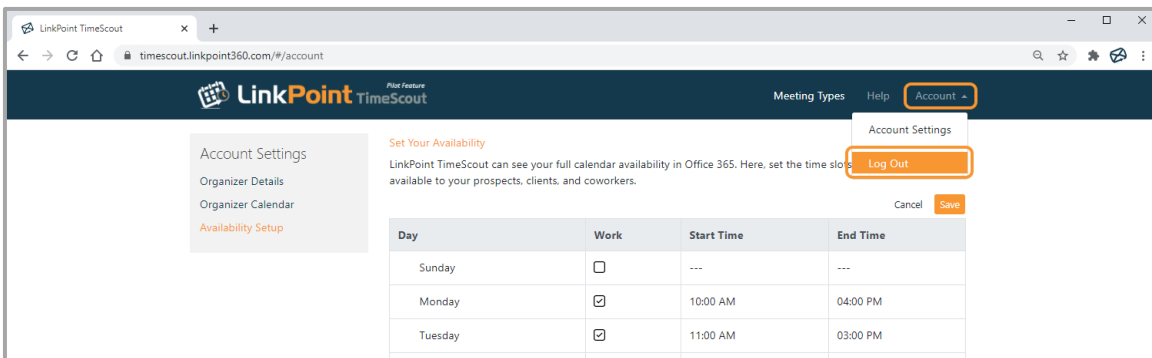 LinkPoint TimeScout
timescout.linkpoint360.com/#/account
LinkPoint TimeScout
Pilot Feature
Meeting Types
Help
Account
Account Settings
Log Out
Account Settings
Organizer Details
Organizer Calendar
Availability Setup
Set Your Availability
LinkPoint TimeScout can see your full calendar availability in Office 365. Here, set the time slots
available to your prospects, clients, and coworkers.
Cancel
Save
Day Work Start Time End Time
Sunday --- ---
Monday 10:00 AM 04:00 PM
Tuesday 11:00 AM 03:00 PM